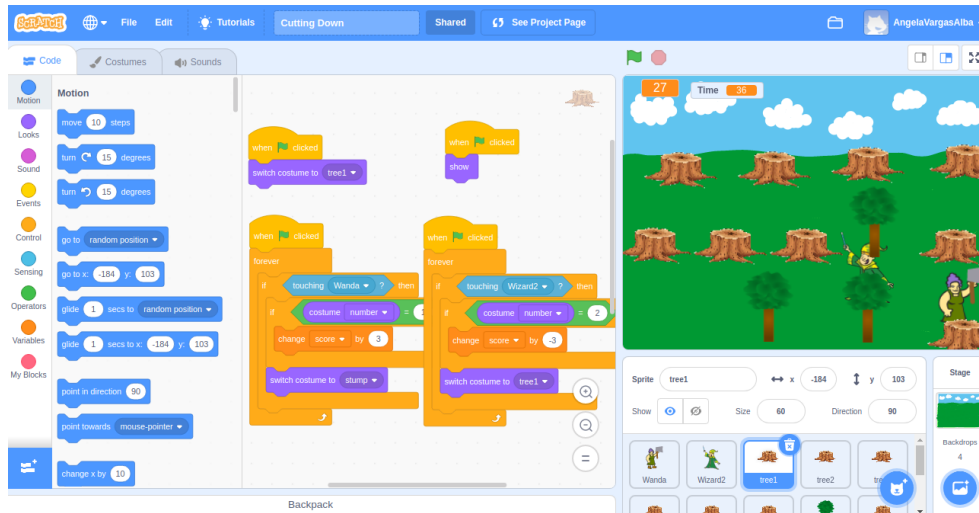 SCRATCH File Edit Tutorials Cutting Down Shared See Project Page AngelaVargasAlba
Code Costumes Sounds
Motion
Looks
Sound
Events
Control
Sensing
Operators
Variables
My Blocks
Motion
move 10 steps
turn 15 degrees
turn 15 degrees
go to random position
go to x: -184 y: 103
glide 1 secs to random position
glide 1 secs to x: -184 y: 103
point in direction 90
point towards mouse-pointer
change x by 10
when clicked
switch costume to tree1
when clicked
show
when clicked
forever
if touching Wanda ? then
if costume number =
change score by 3
switch costume to stump
when clicked
forever
if touching Wizard2 ? then
if costume number = 2
change score by -3
switch costume to tree1
Backpack
27 Time 36
Sprite tree1 x -184 y 103
Show Size 60 Direction 90
Wanda Wizard2 tree1 tree2
Stage
Backdrops
4